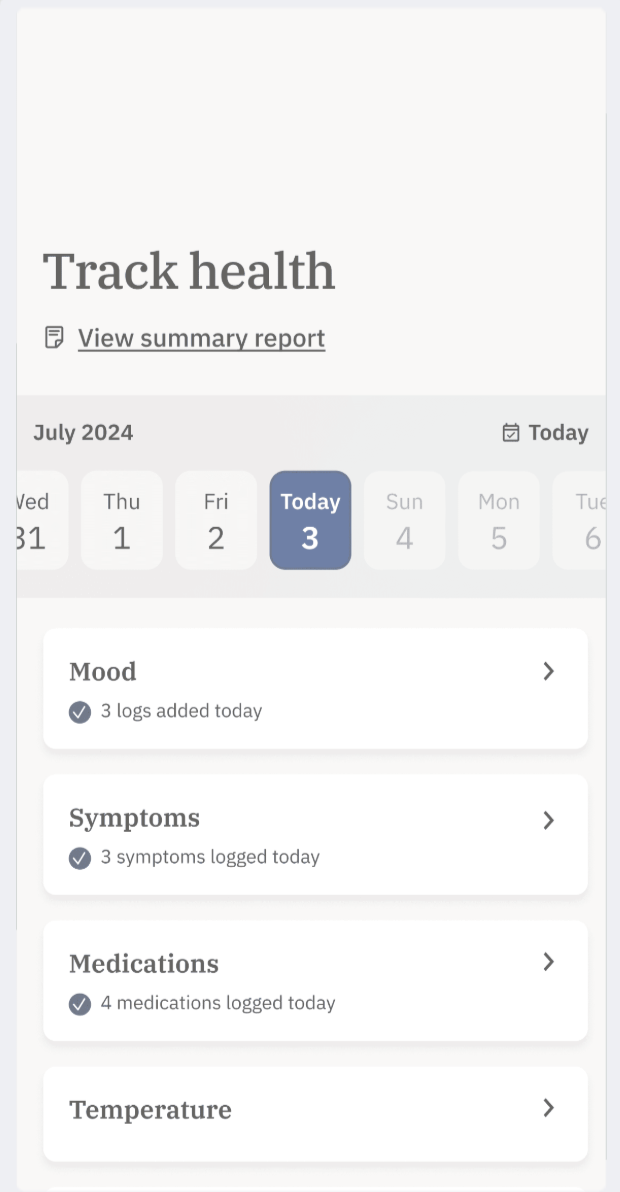 Track health
View summary report
July 2024
Today
Wed Thu Fri Today Sun Mon Tue
31 1 2 3 4 5 6
Mood
3 logs added today
Symptoms
3 symptoms logged today
Medications
4 medications logged today
Temperature